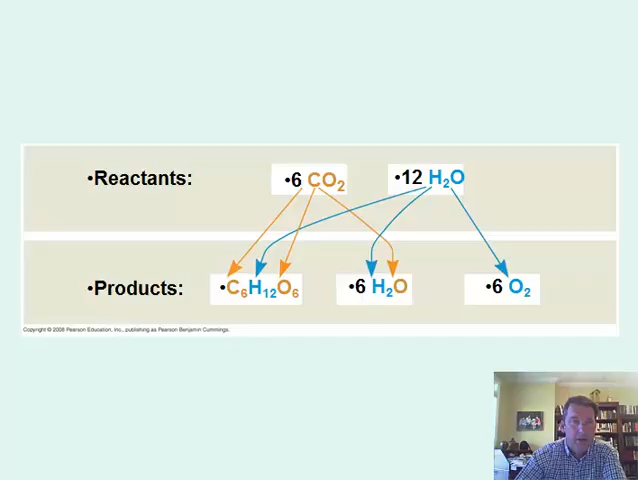 •Reactants: •6 CO₂ •12 H₂O
•Products: •C₆H₁₂O₆ •6 H₂O •6 O₂
Copyright © 2008 Pearson Education, Inc., publishing as Pearson Benjamin Cummings.